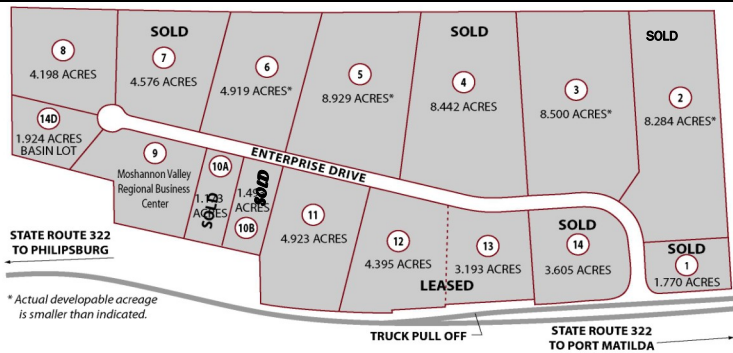 8
4.198 ACRES
SOLD
7
4.576 ACRES
6
4.919 ACRES*
5
8.929 ACRES*
SOLD
4
8.442 ACRES
3
8.500 ACRES*
SOLD
2
8.284 ACRES*
14D
1.924 ACRES
BASIN LOT
9
Moshannon Valley
Regional Business
Center
10A
ACRES
SOLD
SOLD
ACRES
10B
ENTERPRISE DRIVE
11
4.923 ACRES
12
4.395 ACRES
13
3.193 ACRES
LEASED
SOLD
14
3.605 ACRES
SOLD
1
1.770 ACRES
STATE ROUTE 322
TO PHILIPSBURG
* Actual developable acreage
is smaller than indicated.
TRUCK PULL OFF
STATE ROUTE 322
TO PORT MATILDA